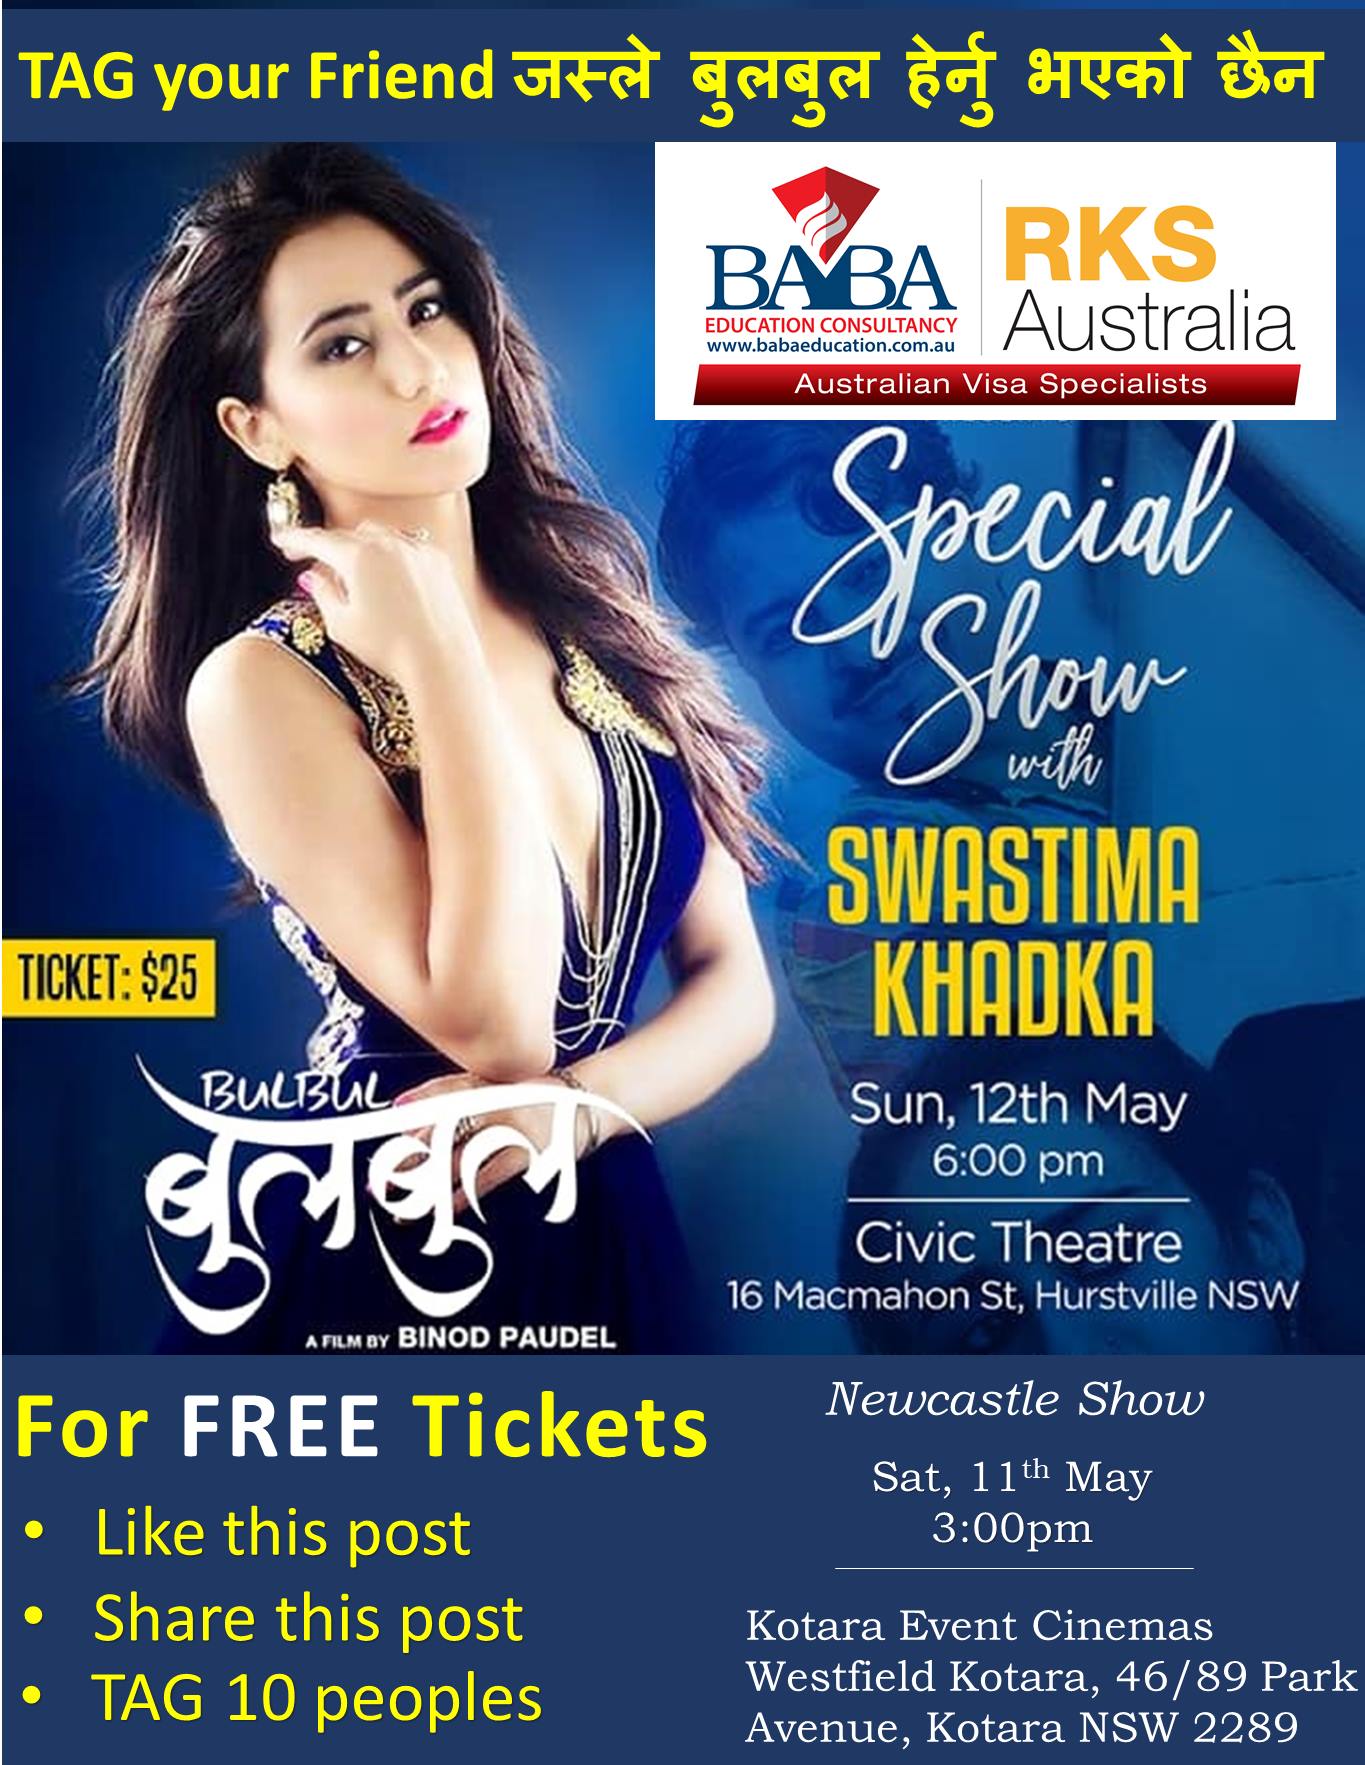 TAG your Friend जस्ले बुलबुल हेर्नु भएको छैन
BABA
EDUCATION CONSULTANCY
www.babaeducation.com.au
RKS
Australia
Australian Visa Specialists
Special
Show
with
SWASTIMA
KHADKA
TICKET: $25
Sun, 12th May
6:00 pm
Civic Theatre
16 Macmahon St, Hurstville NSW
BULBUL
बुलबुल
A FILM BY BINOD PAUDEL
For FREE Tickets
• Like this post
• Share this post
• TAG 10 peoples
Newcastle Show
Sat, 11th May
3:00pm
Kotara Event Cinemas
Westfield Kotara, 46/89 Park
Avenue, Kotara NSW 2289